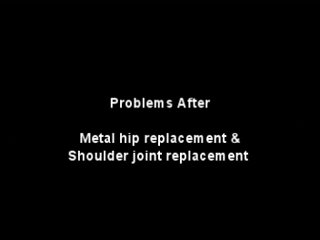 Problems After
Metal hip replacement &
Shoulder joint replacement